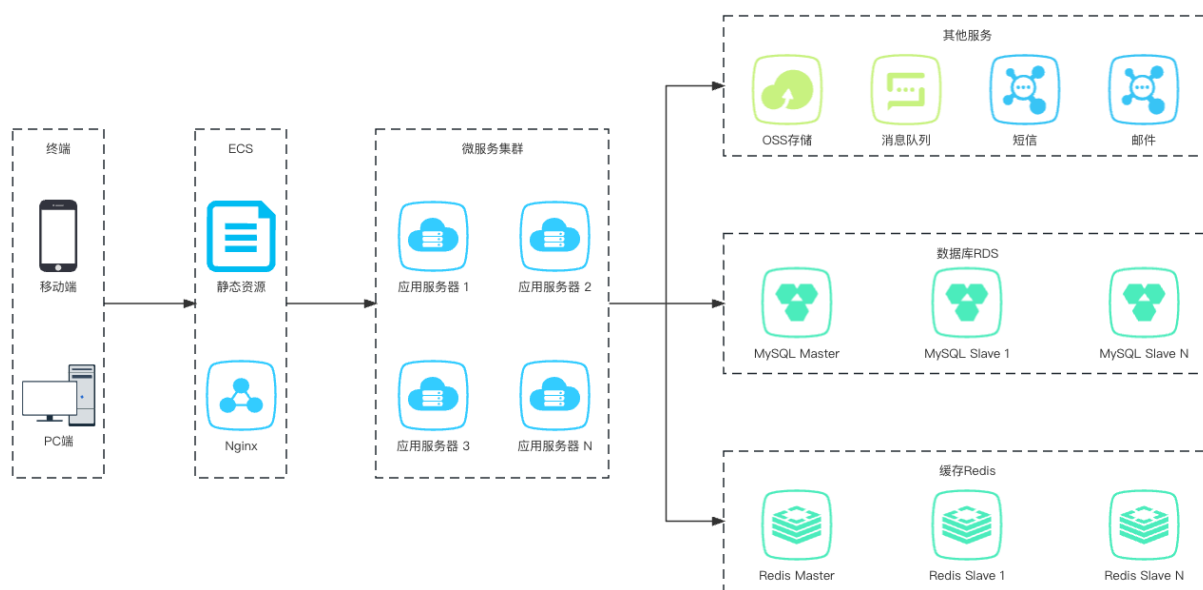 终端
移动端
PC端
ECS
静态资源
Nginx
微服务集群
应用服务器 1
应用服务器 2
应用服务器 3
应用服务器 N
其他服务
OSS存储
消息队列
短信
邮件
数据库RDS
MySQL Master
MySQL Slave 1
MySQL Slave N
缓存Redis
Redis Master
Redis Slave 1
Redis Slave N